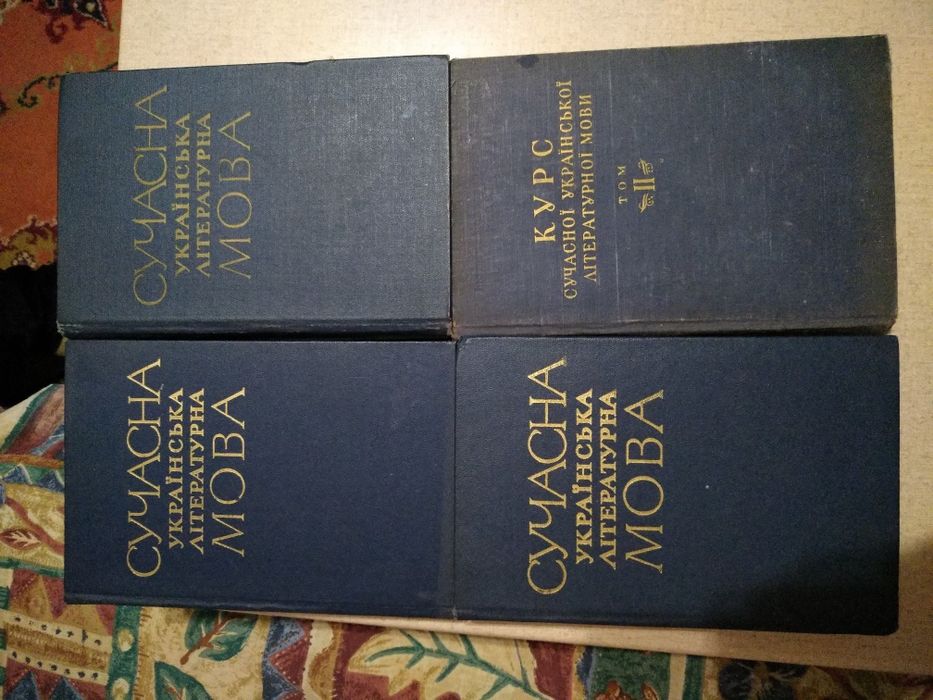 СУЧАСНА
УКРАЇНСЬКА
ЛІТЕРАТУРНА
МОВА
КУРС
СУЧАСНОЇ УКРАЇНСЬКОЇ
ЛІТЕРАТУРНОЇ МОВИ
ТОМ
II
СУЧАСНА
УКРАЇНСЬКА
ЛІТЕРАТУРНА
МОВА
СУЧАСНА
УКРАЇНСЬКА
ЛІТЕРАТУРНА
МОВА